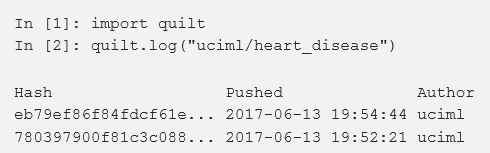 In [1]: import quilt
In [2]: quilt.log("uciml/heart_disease")
Hash Pushed Author
eb79ef86f84fdcf61e... 2017-06-13 19:54:44 uciml
780397900f81c3c088... 2017-06-13 19:52:21 uciml